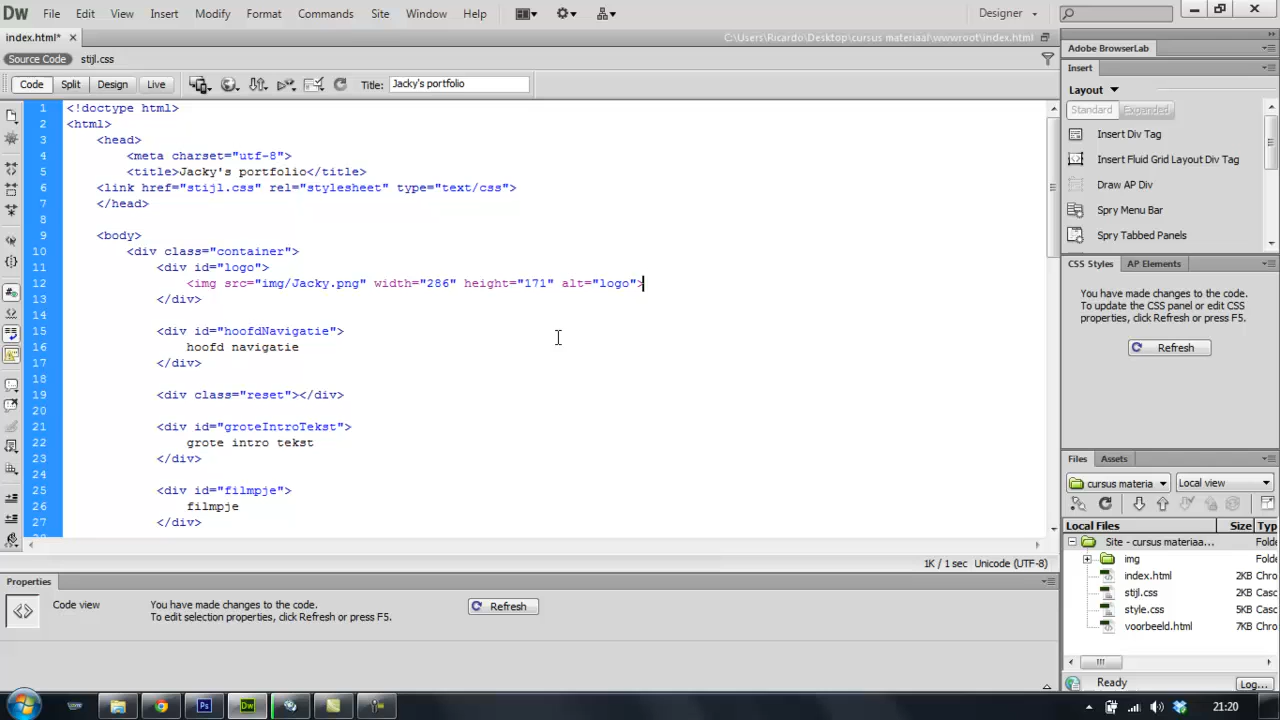 DW File Edit View Insert Modify Format Commands Site Window Help Designer
index.html* C:\Users\Ricardo\Desktop\cursus materiaal\wwwroot\index.html
Source Code stijl.css
Code Split Design Live Title: Jacky's portfolio
1 <!doctype html>
2 <html>
3 <head>
4 <meta charset="utf-8">
5 <title>Jacky's portfolio</title>
6 <link href="stijl.css" rel="stylesheet" type="text/css">
7 </head>
8
9 <body>
10 <div class="container">
11 <div id="logo">
12 <img src="img/Jacky.png" width="286" height="171" alt="logo">
13 </div>
14
15 <div id="hoofdNavigatie">
16 hoofd navigatie
17 </div>
18
19 <div class="reset"></div>
20
21 <div id="groteIntroTekst">
22 grote intro tekst
23 </div>
24
25 <div id="filmpje">
26 filmpje
27 </div>
1K / 1 sec Unicode (UTF-8)
Adobe BrowserLab
Insert
Layout
Standard Expanded
Insert Div Tag
Insert Fluid Grid Layout Div Tag
Draw AP Div
Spry Menu Bar
Spry Tabbed Panels
CSS Styles AP Elements
You have made changes to the code.
To update the CSS panel or edit CSS
properties, click Refresh or press F5.
Refresh
Files Assets
cursus materia Local view
Local Files Size Typ
Site - cursus materiaa... Folde
img Folde
index.html 2KB Chro
stijl.css 2KB Casc
style.css 5KB Casc
voorbeeld.html 7KB Chro
Ready Log...
Properties
Code view You have made changes to the code.
To edit selection properties, click Refresh or press F5.
Refresh
Ps Dw
21:20